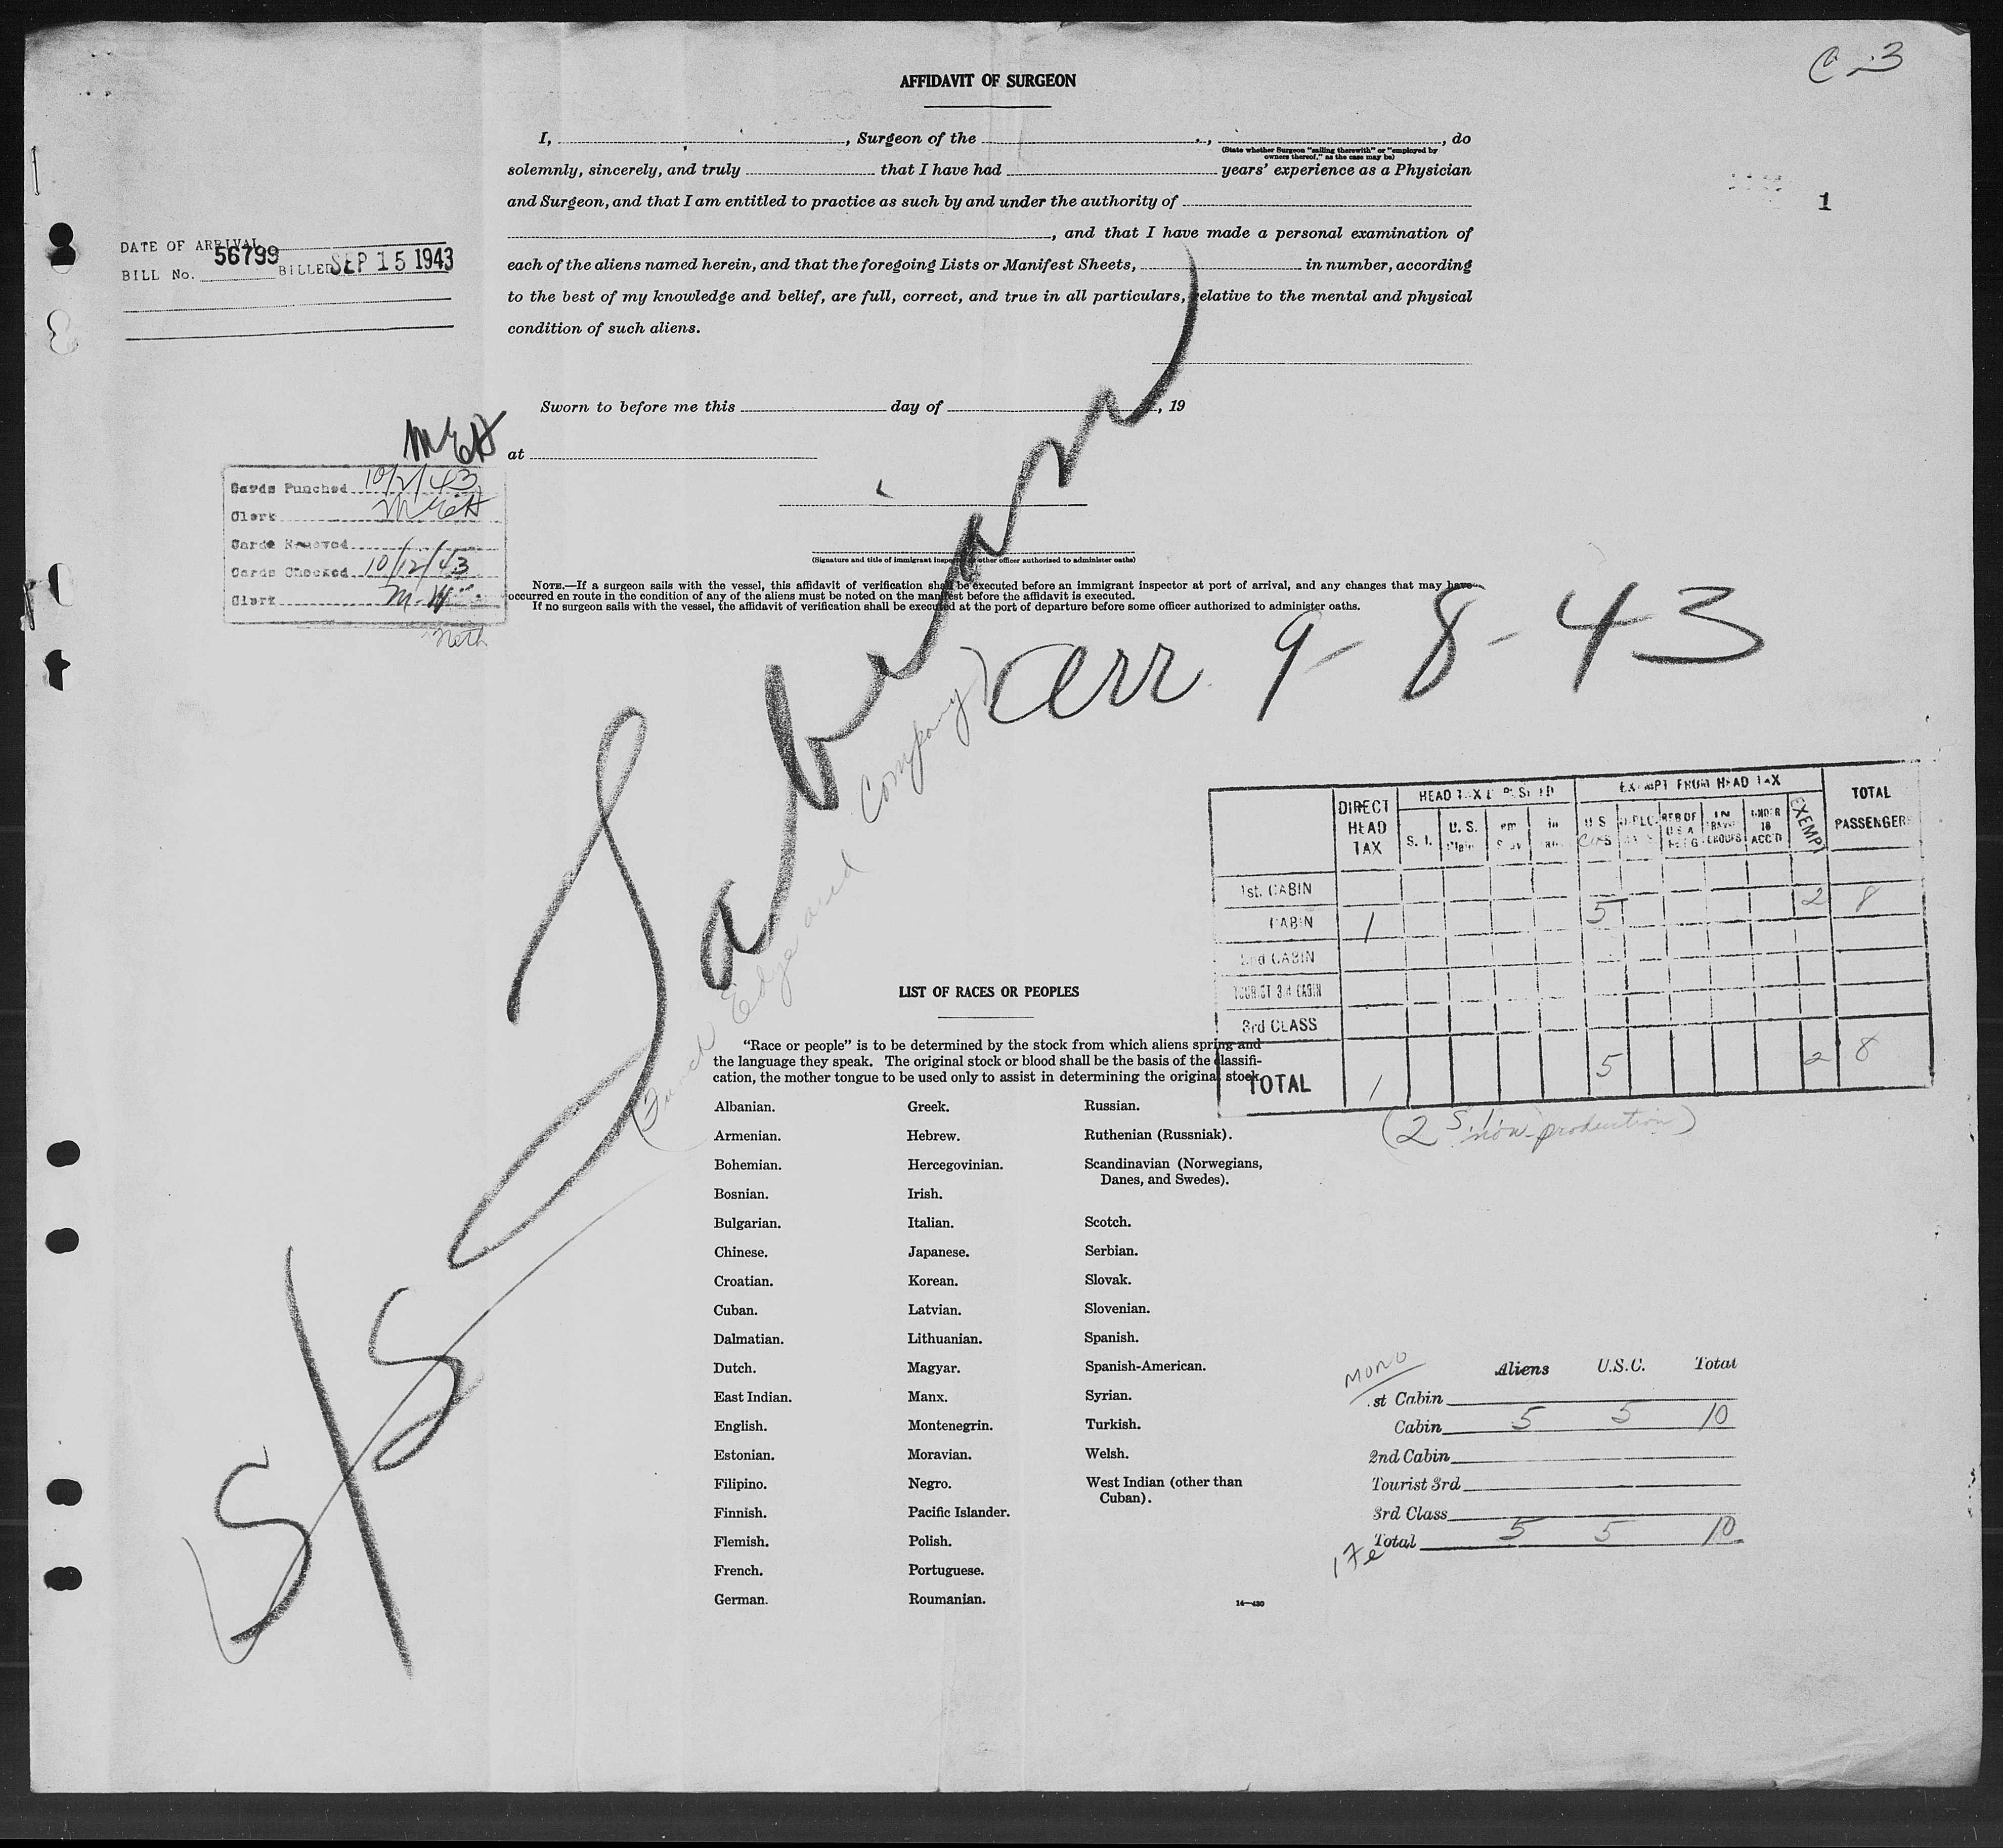 C-3
AFFIDAVIT OF SURGEON
I, , Surgeon of the , , do
(State whether Surgeon "sailing therewith" or "employed by
owners thereof," as the case may be)
solemnly, sincerely, and truly that I have had years' experience as a Physician
and Surgeon, and that I am entitled to practice as such by and under the authority of
, and that I have made a personal examination of
each of the aliens named herein, and that the foregoing Lists or Manifest Sheets, in number, according
to the best of my knowledge and belief, are full, correct, and true in all particulars, relative to the mental and physical
condition of such aliens.
1
DATE OF ARRIVAL
BILL No. 56799 BILLED SEP 15 1943
Sworn to before me this day of , 19
at
Cards Punched 10/2/43
Clerk
Cards Removed
Cards Checked 10/12/43
Clerk
(Signature and title of immigrant inspector or other officer authorized to administer oaths)
NOTE.—If a surgeon sails with the vessel, this affidavit of verification shall be executed before an immigrant inspector at port of arrival, and any changes that may have
occurred en route in the condition of any of the aliens must be noted on the manifest before the affidavit is executed.
If no surgeon sails with the vessel, the affidavit of verification shall be executed at the port of departure before some officer authorized to administer oaths.
S/S
arr 9-8-43
(Funch Edye and Company)
DIRECT HEAD TAX
S. I.
U. S.
EXEMPT FROM HEAD TAX
EXEMPT
TOTAL PASSENGERS
1st. CABIN
CABIN 1 5 2 8
2nd CABIN
TOURIST 3rd CABIN
3rd CLASS
TOTAL 1 5 2 8
LIST OF RACES OR PEOPLES
"Race or people" is to be determined by the stock from which aliens spring and
the language they speak. The original stock or blood shall be the basis of the classifi-
cation, the mother tongue to be used only to assist in determining the original stock.
Albanian.
Armenian.
Bohemian.
Bosnian.
Bulgarian.
Chinese.
Croatian.
Cuban.
Dalmatian.
Dutch.
East Indian.
English.
Estonian.
Filipino.
Finnish.
Flemish.
French.
German.
Greek.
Hebrew.
Hercegovinian.
Irish.
Italian.
Japanese.
Korean.
Latvian.
Lithuanian.
Magyar.
Manx.
Montenegrin.
Moravian.
Negro.
Pacific Islander.
Polish.
Portuguese.
Roumanian.
Russian.
Ruthenian (Russniak).
Scandinavian (Norwegians,
Danes, and Swedes).
Scotch.
Serbian.
Slovak.
Slovenian.
Spanish.
Spanish-American.
Syrian.
Turkish.
Welsh.
West Indian (other than
Cuban).
14—430
(2 SI non-production)
MONO
Aliens U.S.C. Total
st Cabin
Cabin 5 5 10
2nd Cabin
Tourist 3rd
3rd Class
Total 5 5 10